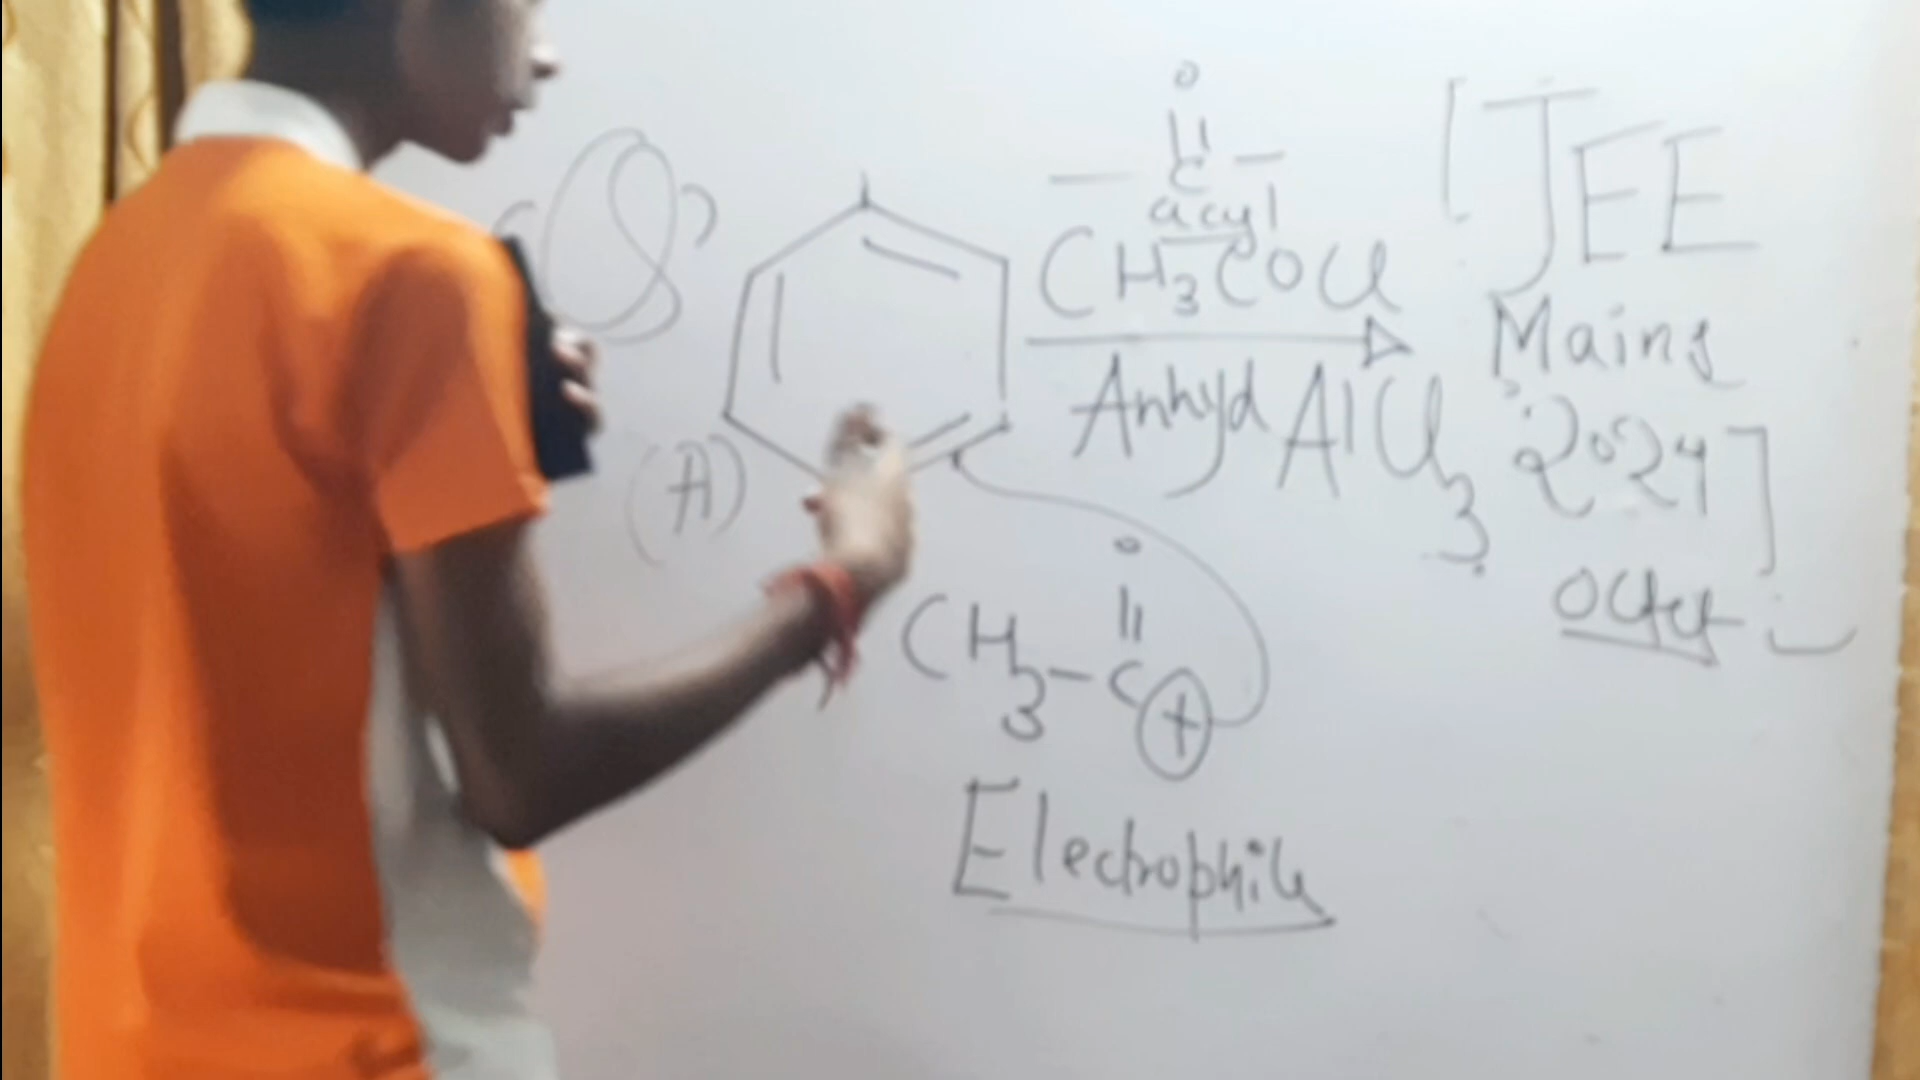 (Q)
O
||
— C —
acyl
CH3COCl
Anhyd AlCl3
[JEE
Mains
2024]
(A)
O
||
CH3 — C +
Electrophile